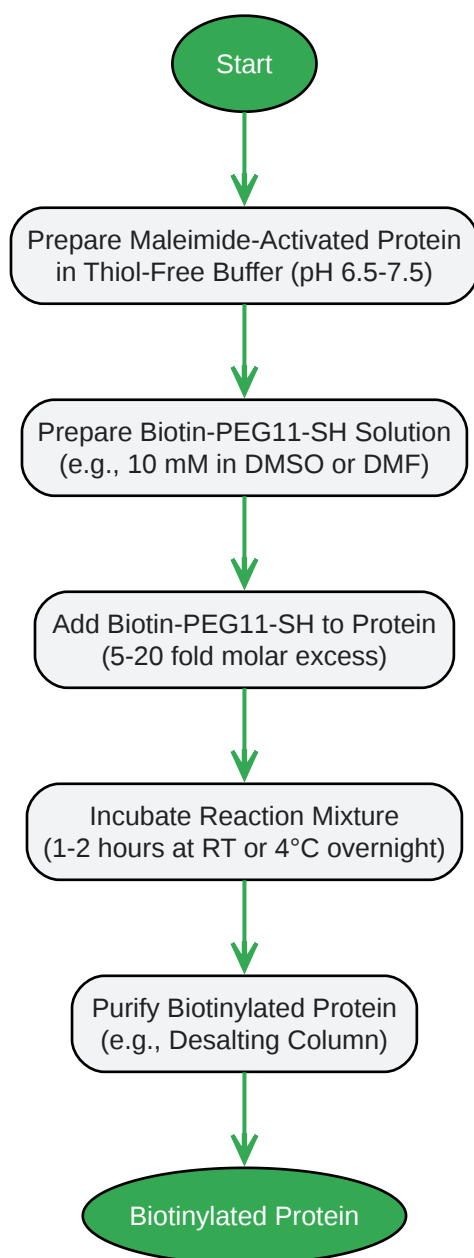 Start
Prepare Maleimide-Activated Protein
in Thiol-Free Buffer (pH 6.5-7.5)
Prepare Biotin-PEG11-SH Solution
(e.g., 10 mM in DMSO or DMF)
Add Biotin-PEG11-SH to Protein
(5-20 fold molar excess)
Incubate Reaction Mixture
(1-2 hours at RT or 4°C overnight)
Purify Biotinylated Protein
(e.g., Desalting Column)
Biotinylated Protein